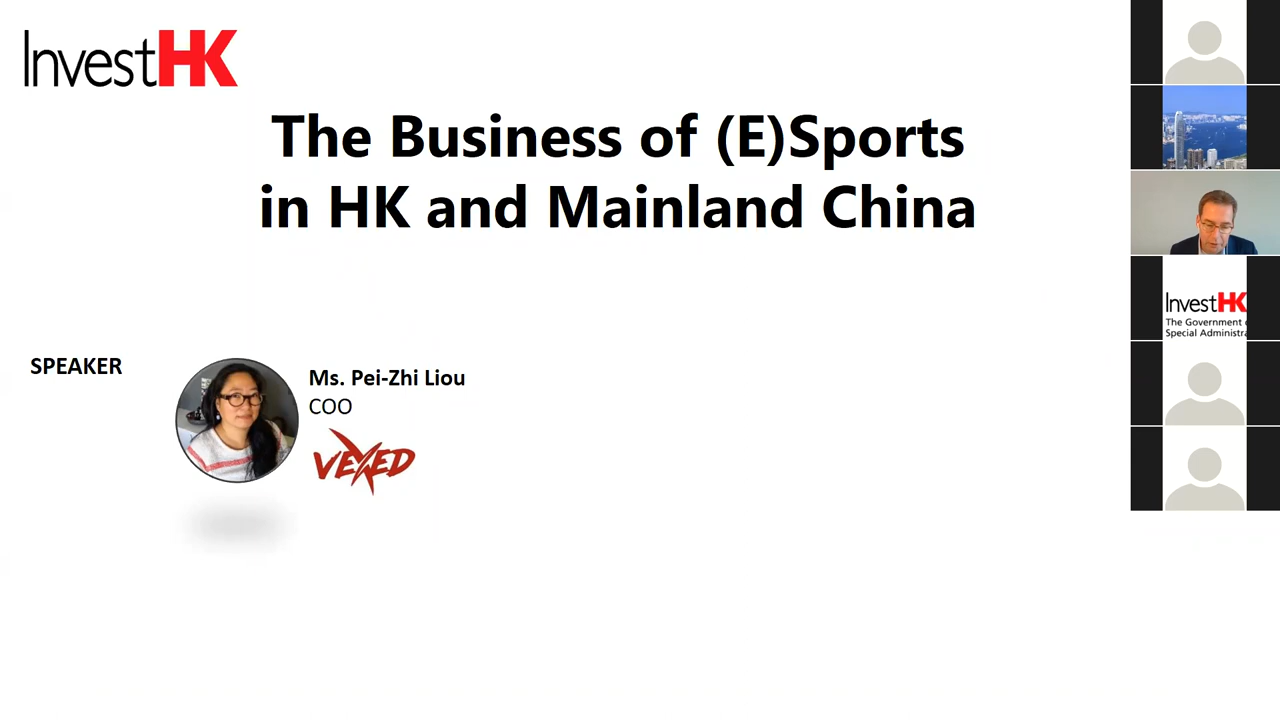 InvestHK
The Business of (E)Sports
in HK and Mainland China
SPEAKER
Ms. Pei-Zhi Liou
COO
VEXED
InvestHK
The Government
Special Administra